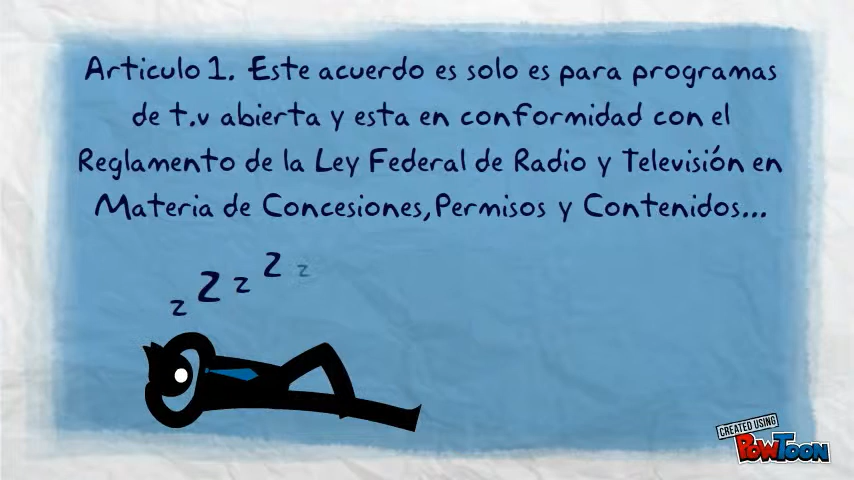 Articulo 1. Este acuerdo es solo es para programas
de t.v abierta y esta en conformidad con el
Reglamento de la Ley Federal de Radio y Televisión en
Materia de Concesiones, Permisos y Contenidos...
z Z z Z z
CREATED USING
POWTOON